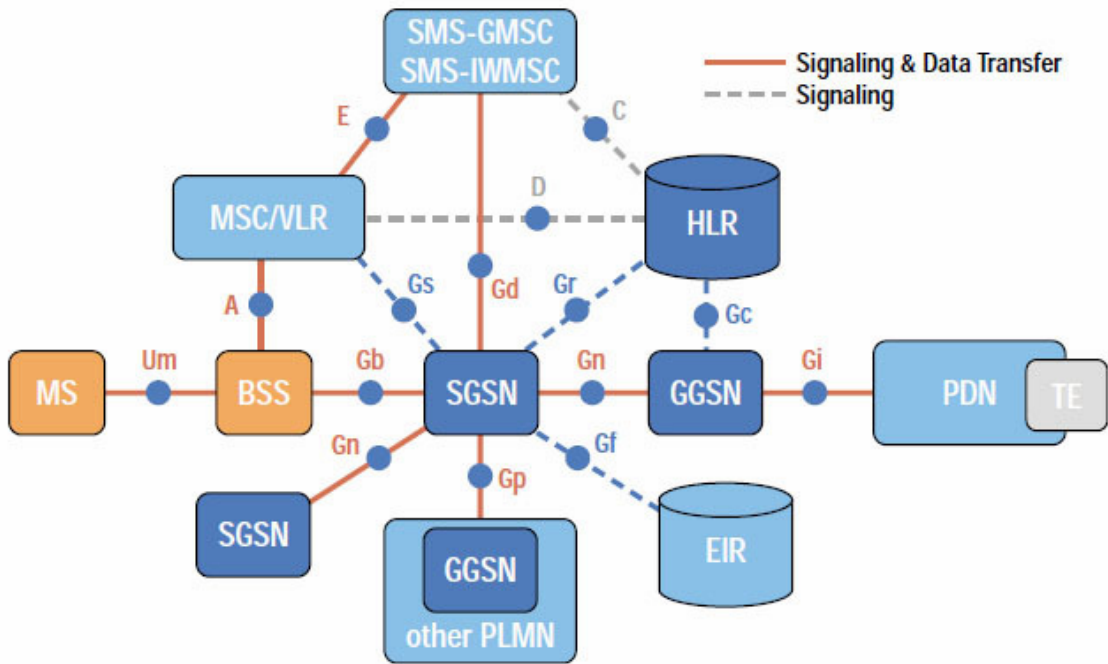 SMS-GMSC
SMS-IWMSC
Signaling & Data Transfer
Signaling
E
C
MSC/VLR
D
HLR
Gs
Gd
Gr
Gc
A
MS
Um
BSS
Gb
SGSN
Gn
GGSN
Gi
PDN
TE
Gn
Gp
Gf
SGSN
GGSN
other PLMN
EIR